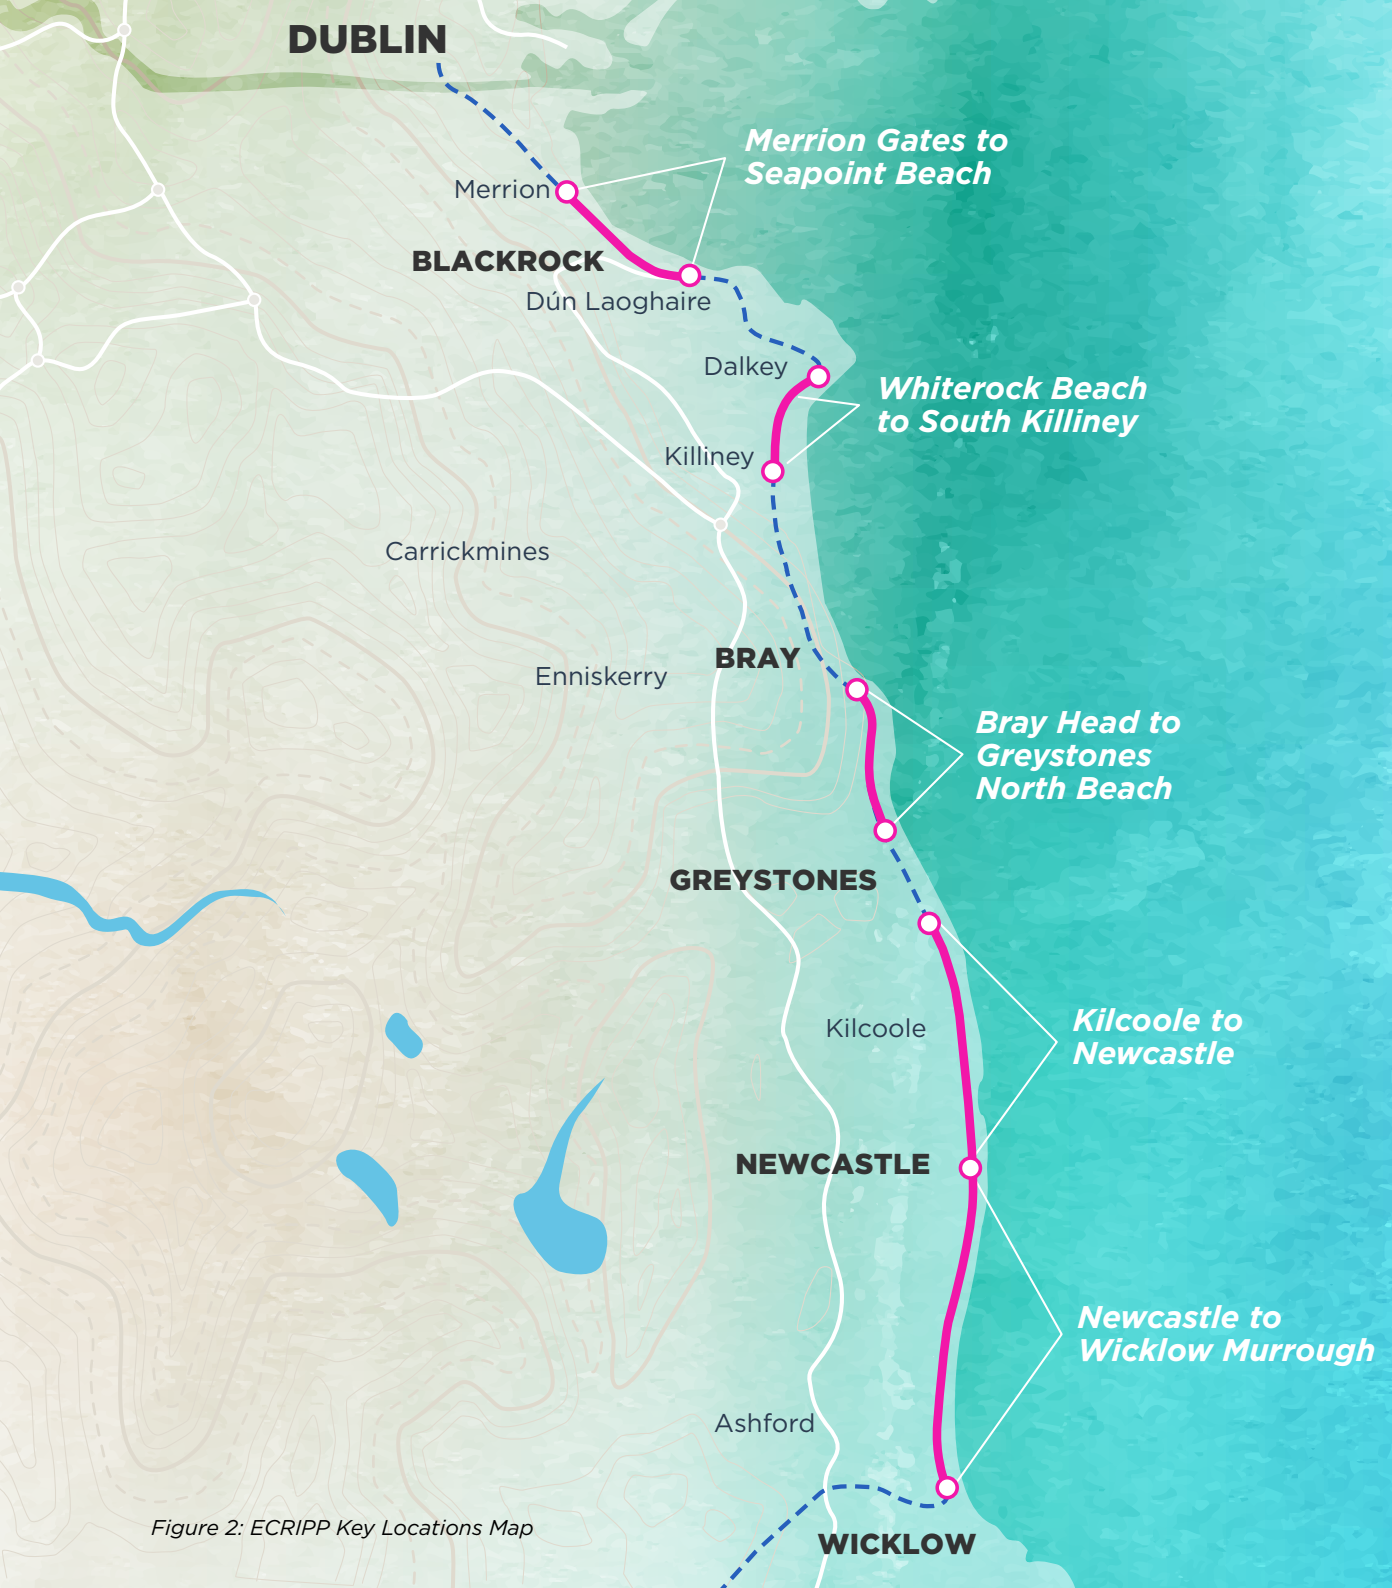 DUBLIN
Merrion Gates to
Seapoint Beach
Merrion
BLACKROCK
Dún Laoghaire
Dalkey
Whiterock Beach
to South Killiney
Killiney
Carrickmines
BRAY
Enniskerry
Bray Head to
Greystones
North Beach
GREYSTONES
Kilcoole to
Newcastle
Kilcoole
NEWCASTLE
Newcastle to
Wicklow Murrough
Ashford
Figure 2: ECRIPP Key Locations Map
WICKLOW